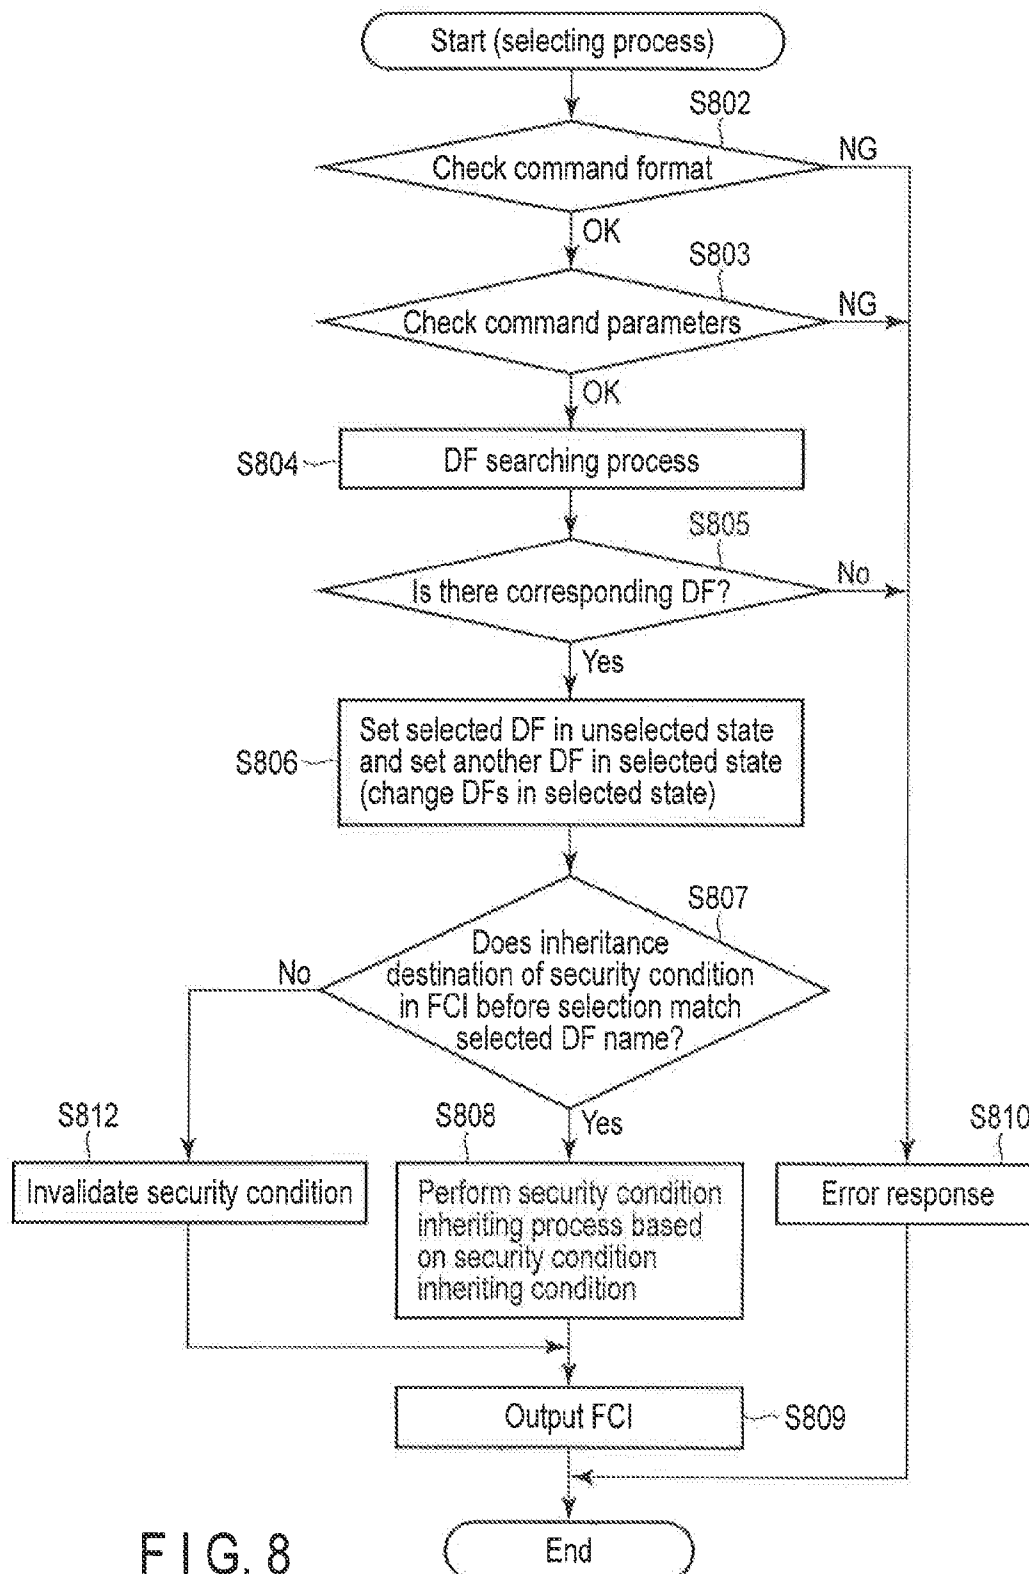 Start (selecting process)
S802
Check command format
NG
OK
S803
Check command parameters
NG
OK
S804
DF searching process
S805
Is there corresponding DF?
No
Yes
S806
Set selected DF in unselected state
and set another DF in selected state
(change DFs in selected state)
S807
Does inheritance
destination of security condition
in FCI before selection match
selected DF name?
No
Yes
S812
Invalidate security condition
S808
Perform security condition
inheriting process based
on security condition
inheriting condition
S810
Error response
Output FCI
S809
End
FIG. 8